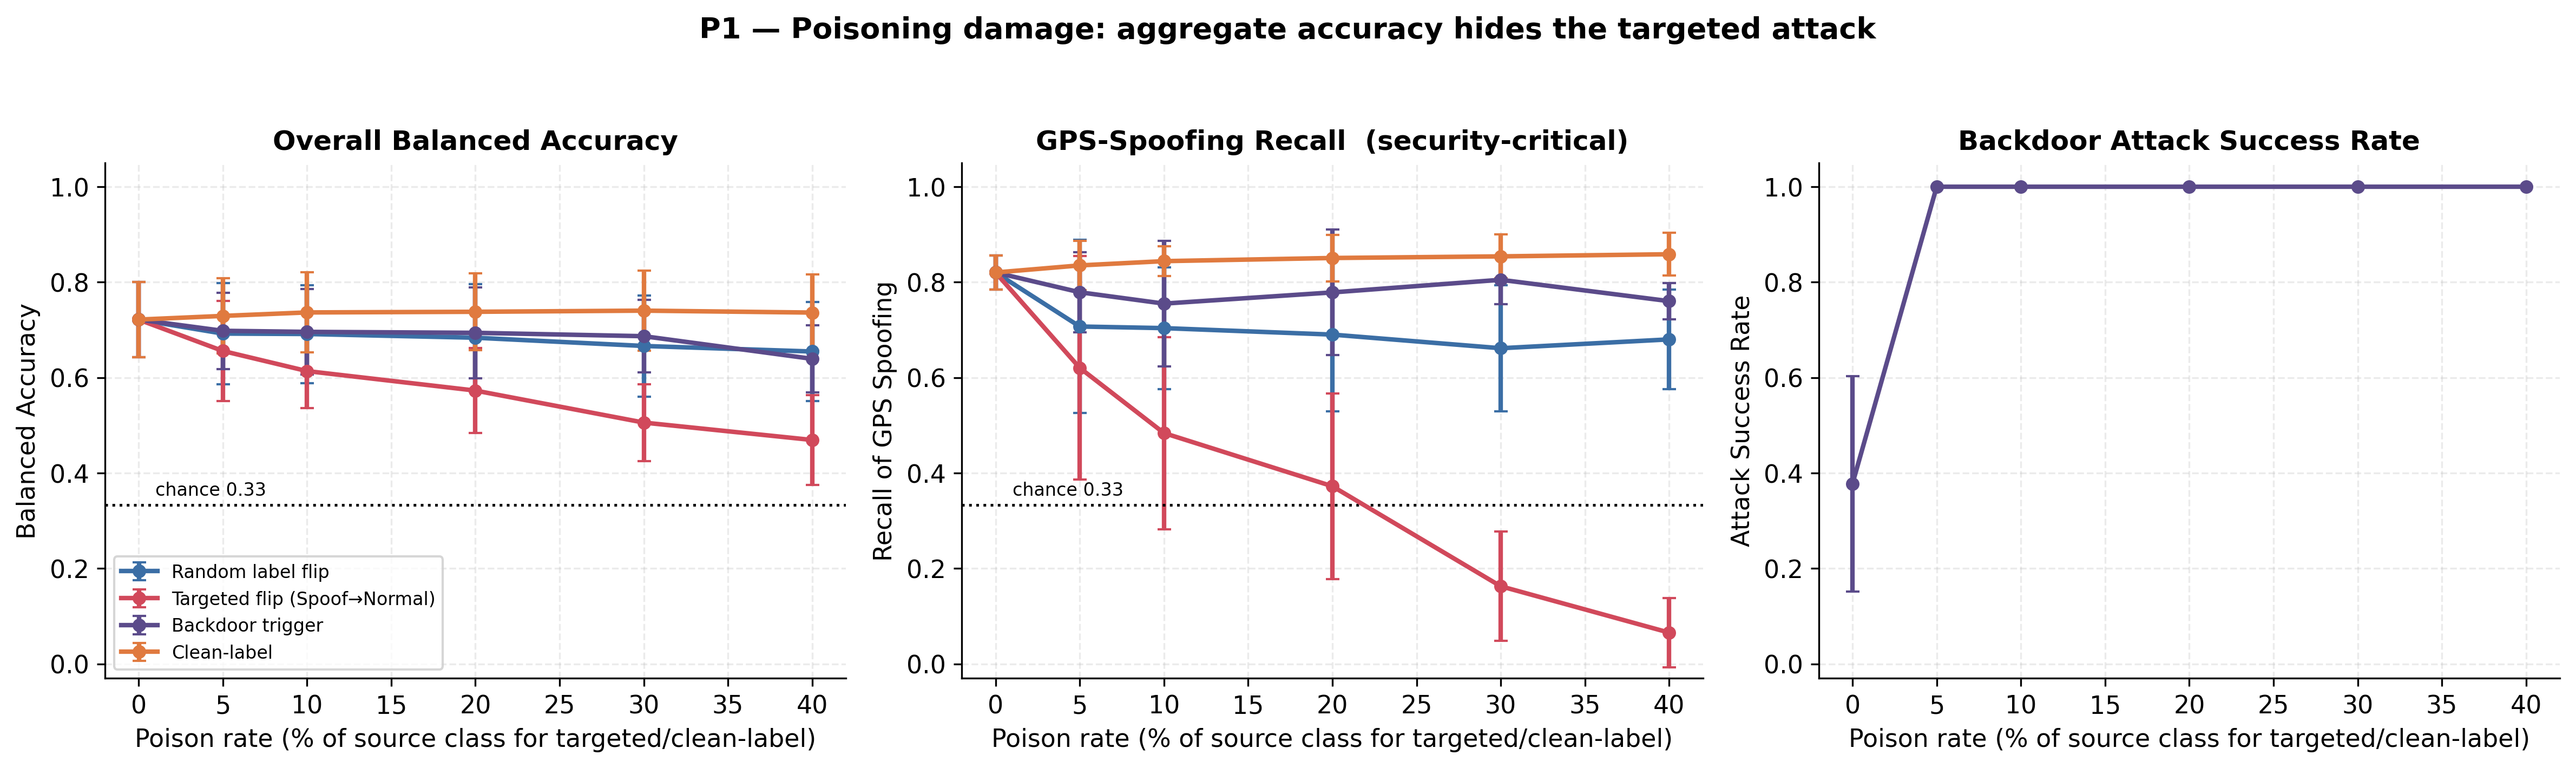 P1 — Poisoning damage: aggregate accuracy hides the targeted attack
Overall Balanced Accuracy
Balanced Accuracy
1.0
0.8
0.6
0.4
0.2
0.0
chance 0.33
Random label flip
Targeted flip (Spoof→Normal)
Backdoor trigger
Clean-label
0 5 10 15 20 25 30 35 40
Poison rate (% of source class for targeted/clean-label)
GPS-Spoofing Recall  (security-critical)
Recall of GPS Spoofing
1.0
0.8
0.6
0.4
0.2
0.0
chance 0.33
0 5 10 15 20 25 30 35 40
Poison rate (% of source class for targeted/clean-label)
Backdoor Attack Success Rate
Attack Success Rate
1.0
0.8
0.6
0.4
0.2
0.0
0 5 10 15 20 25 30 35 40
Poison rate (% of source class for targeted/clean-label)